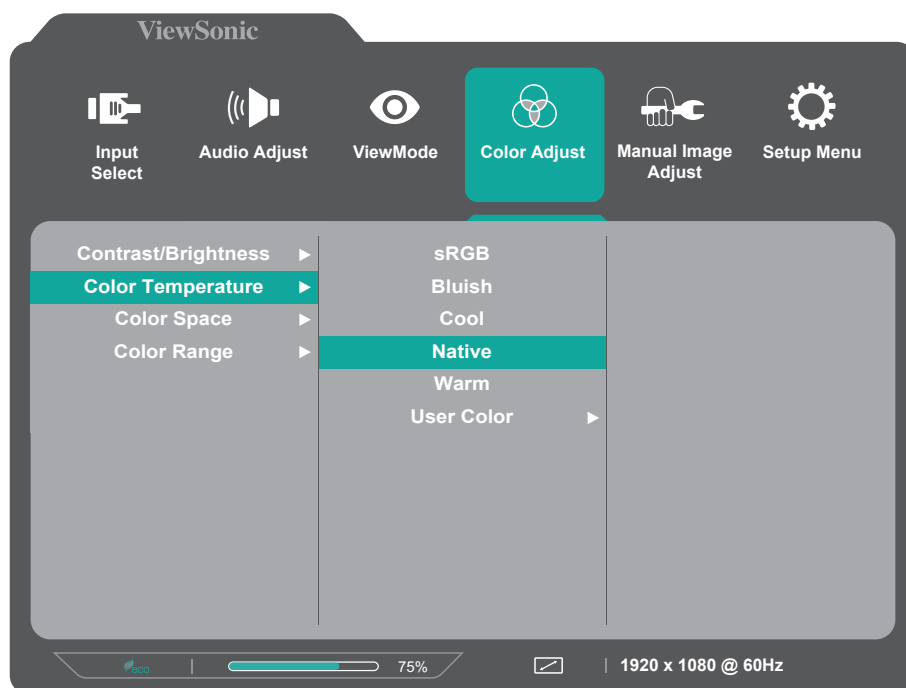 ViewSonic
Input
Select
Audio Adjust
ViewMode
Color Adjust
Manual Image
Adjust
Setup Menu
Contrast/Brightness
sRGB
Color Temperature
Bluish
Color Space
Cool
Color Range
Native
Warm
User Color
eco
75%
1920 x 1080 @ 60Hz